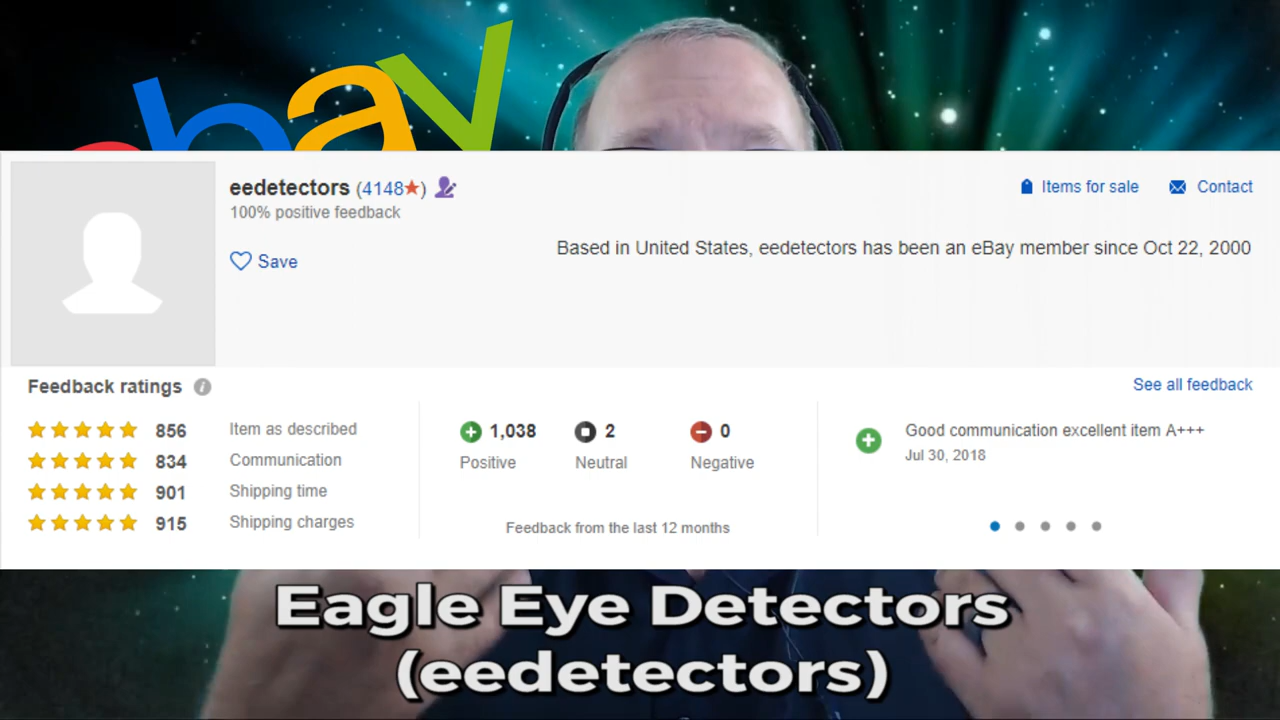 ebay
eedetectors (4148★)
100% positive feedback
Save
Items for sale
Contact
Based in United States, eedetectors has been an eBay member since Oct 22, 2000
Feedback ratings
See all feedback
856 Item as described
834 Communication
901 Shipping time
915 Shipping charges
1,038 Positive
2 Neutral
0 Negative
Feedback from the last 12 months
Good communication excellent item A+++
Jul 30, 2018
Eagle Eye Detectors
(eedetectors)